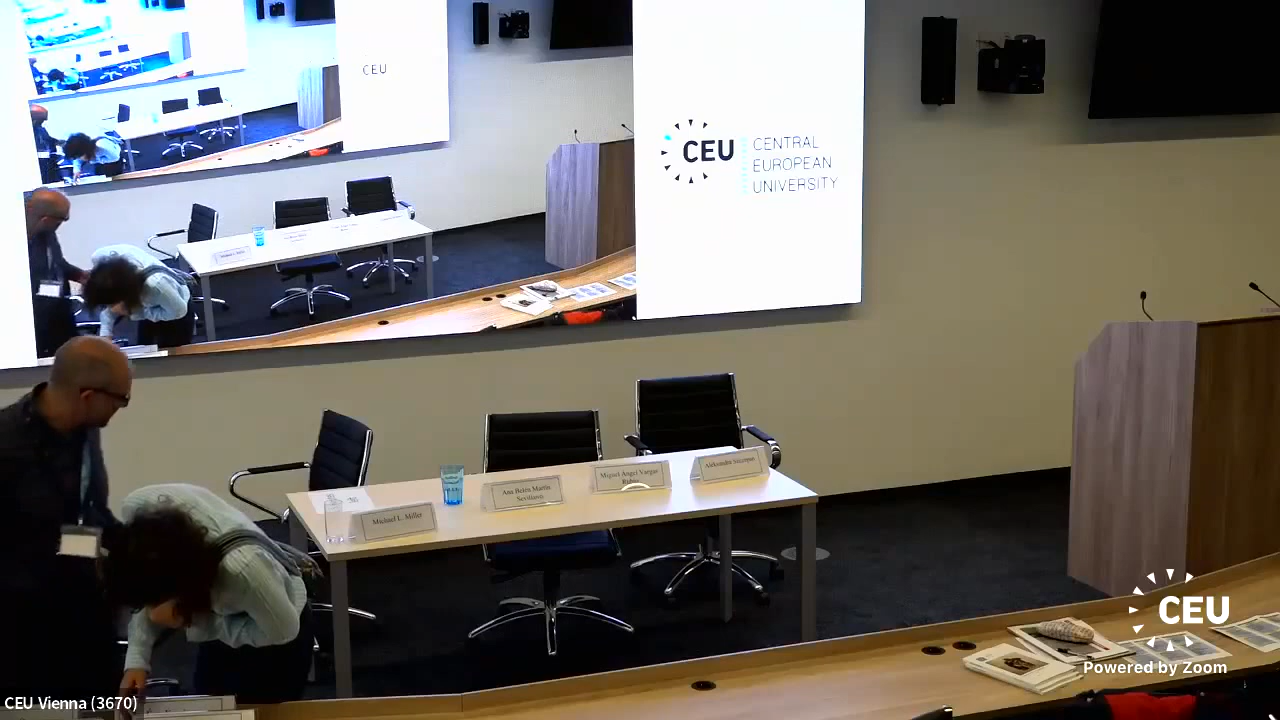 CEU
CEU
CENTRAL
EUROPEAN
UNIVERSITY
Michael L. Miller
Ana Belén Martín
Sevillano
Miguel Ángel Vargas
Aleksandra Szczepan
CEU
Powered by Zoom
CEU Vienna (3670)